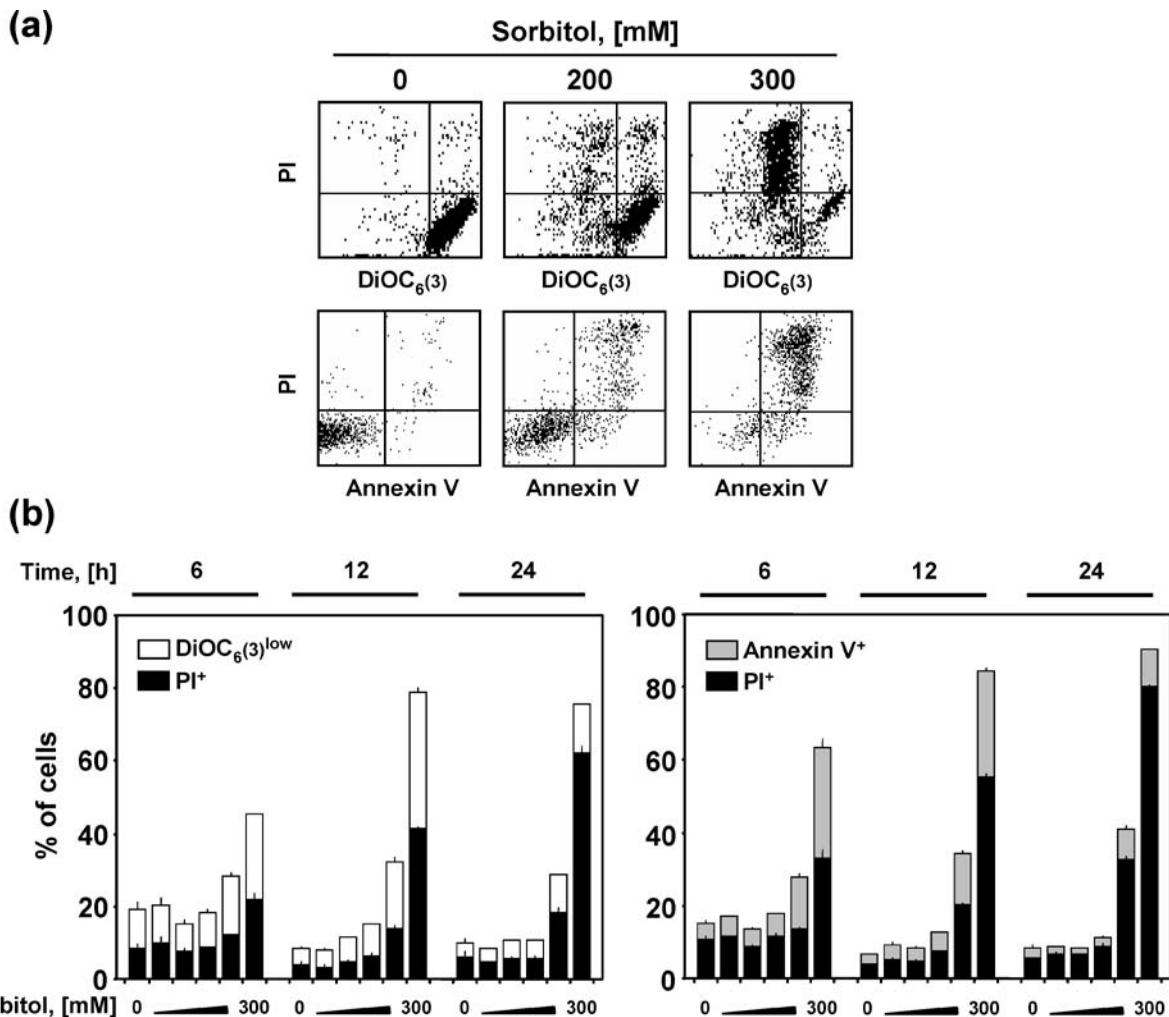 (a)
Sorbitol, [mM]
0 200 300
PI
DiOC6(3) DiOC6(3) DiOC6(3)
PI
Annexin V Annexin V Annexin V
(b)
Time, [h] 6 12 24 6 12 24
% of cells
100 100
80 80
60 60
40 40
20 20
0 0
DiOC6(3)low
PI+
Annexin V+
PI+
bitol, [mM] 0 300 0 300 0 300 0 300 0 300 0 300